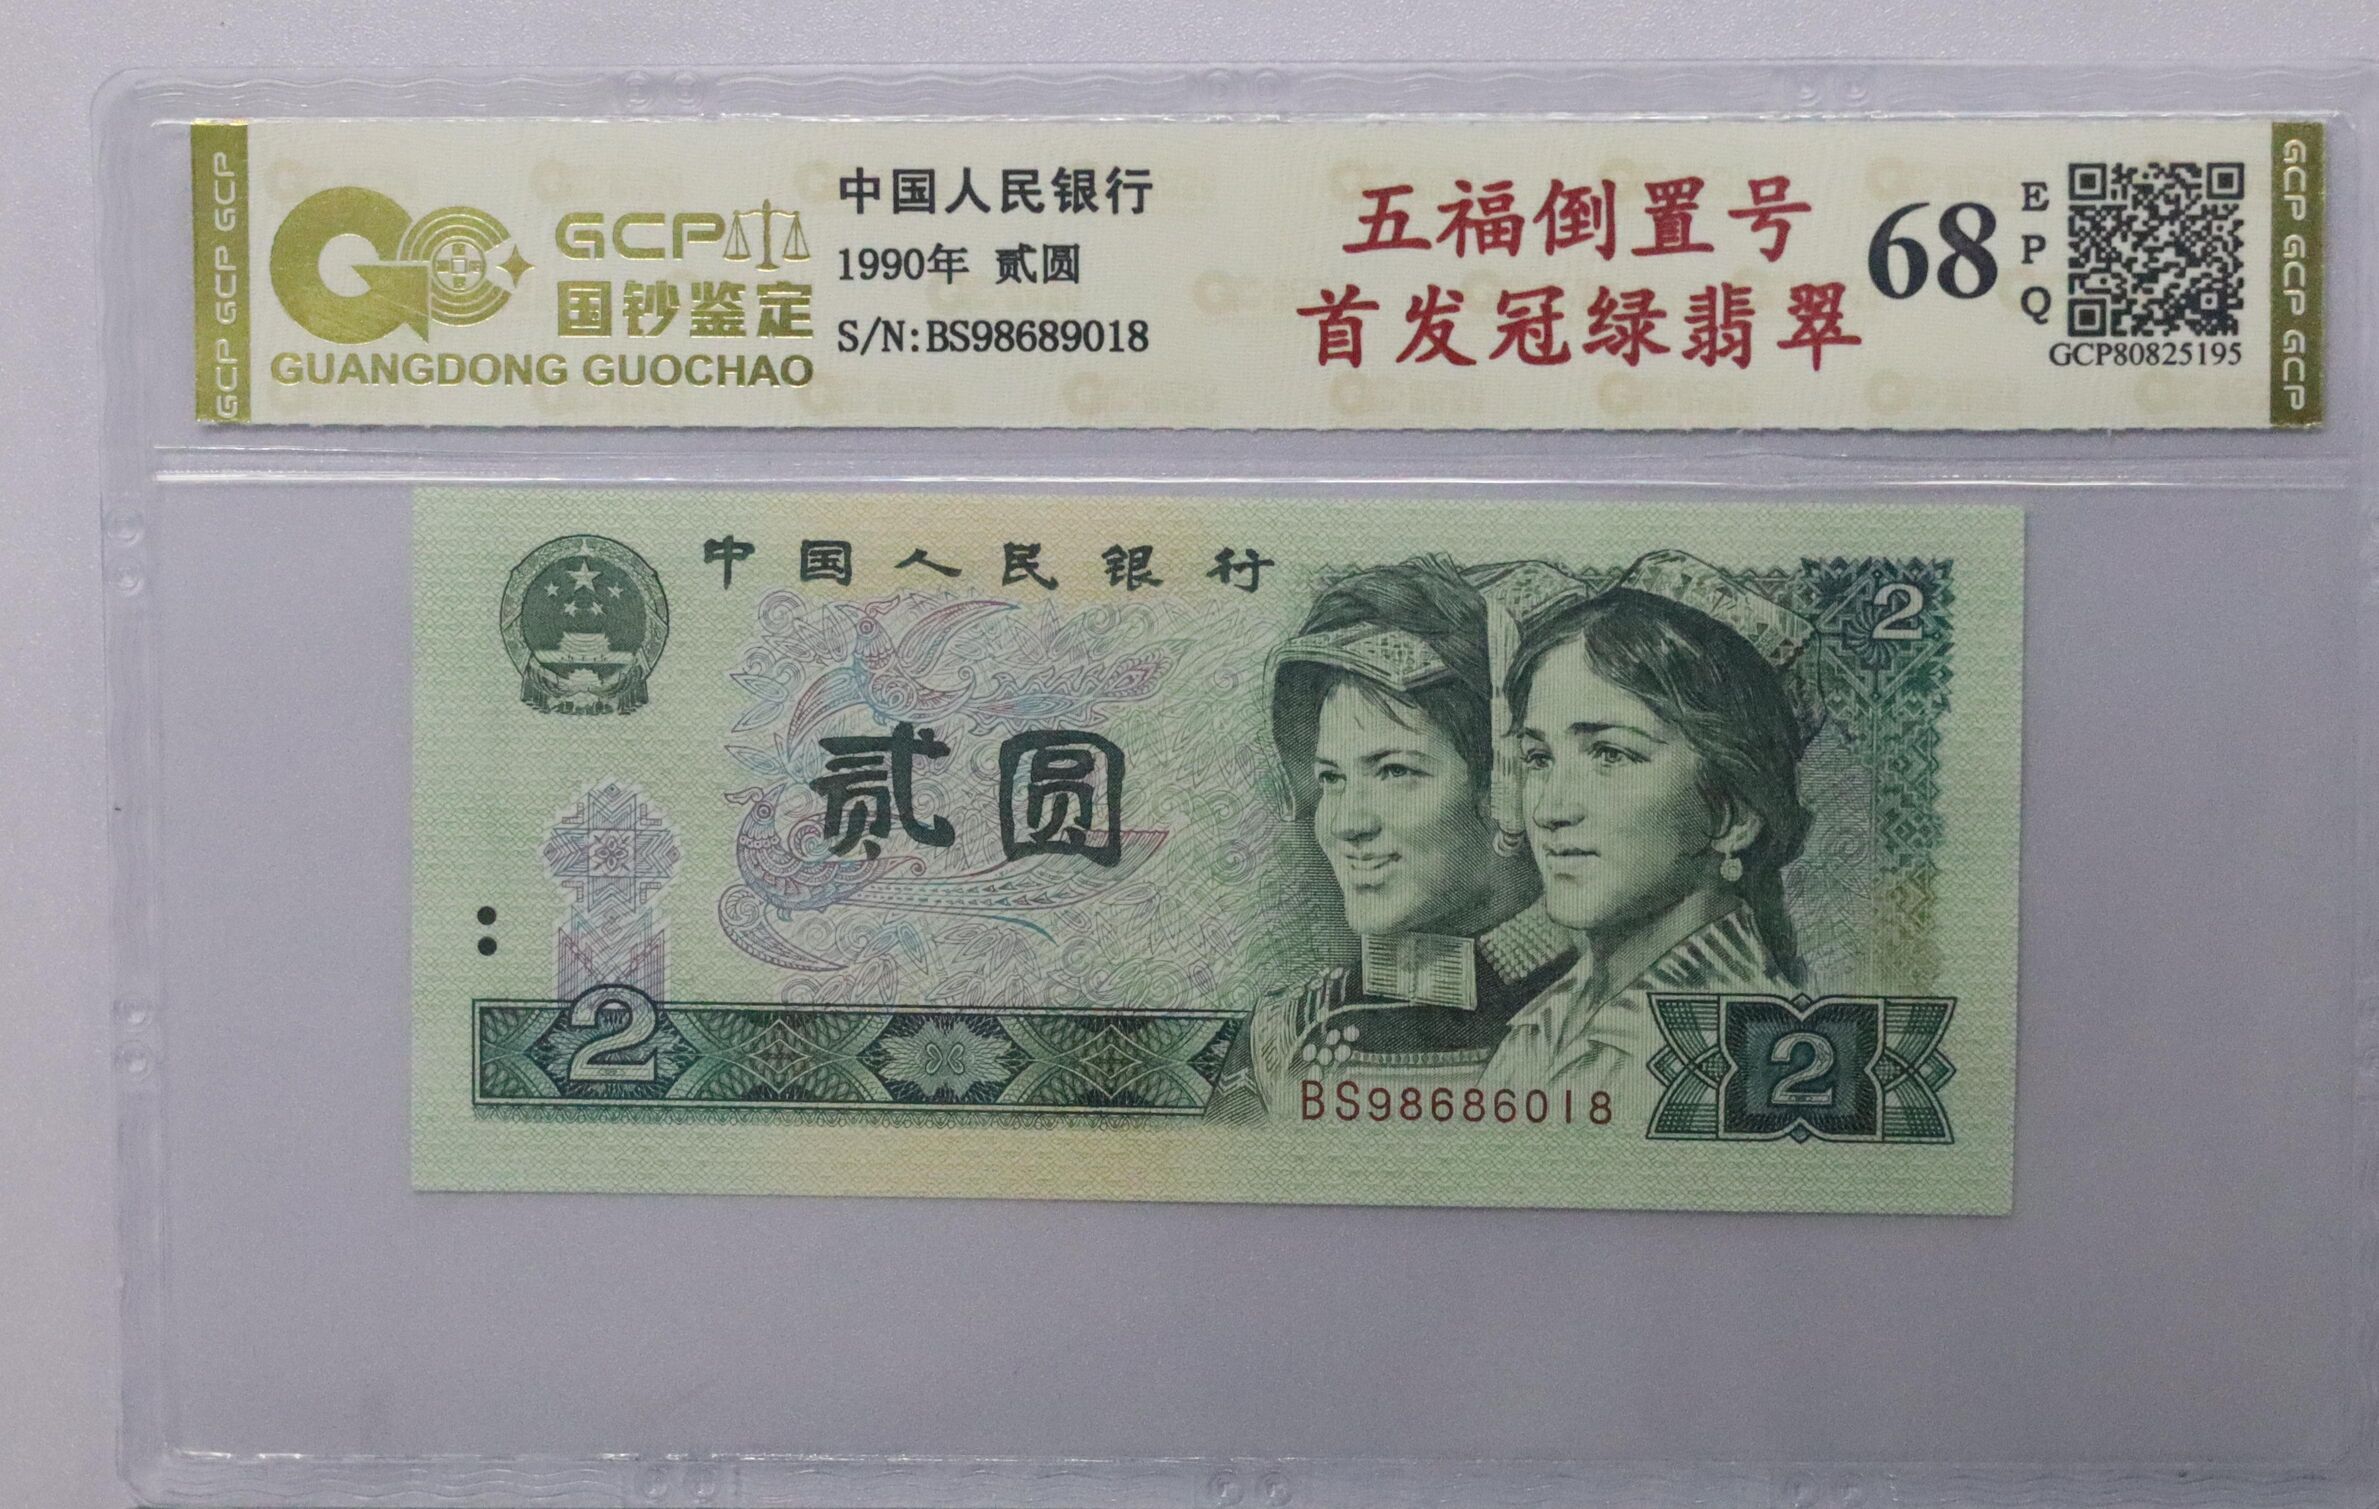 GCP GCP GCP
GCP
国钞鉴定
GUANGDONG GUOCHAO
中国人民银行
1990年 贰圆
S/N:BS98689018
五福倒置号
首发冠绿翡翠
68
EPQ
GCP80825195
GCP GCP GCP
中国人民银行
2
贰圆
2
BS98686018
2